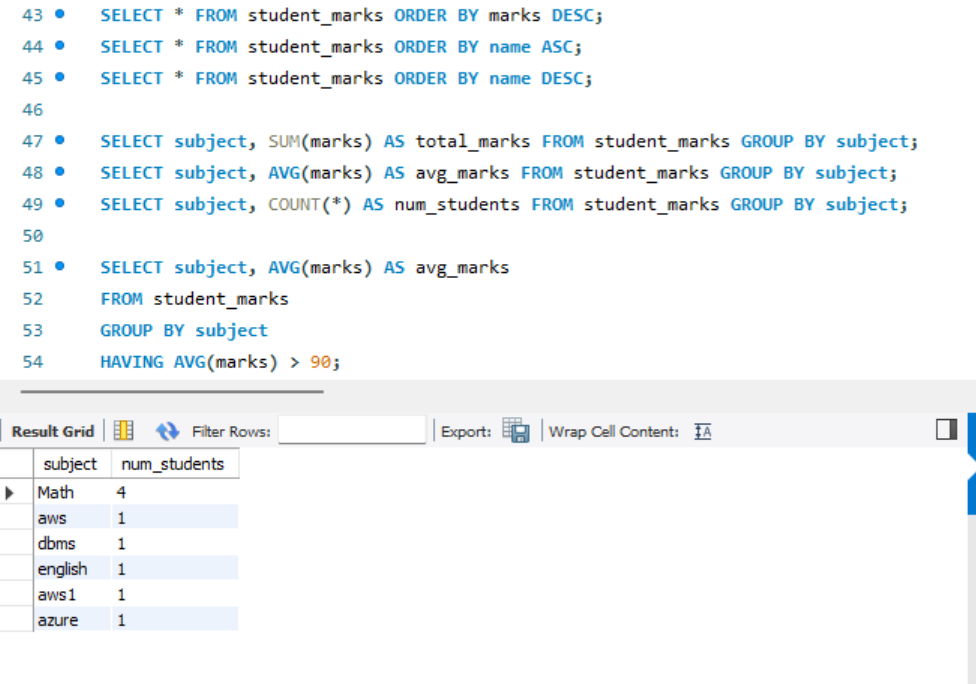 43 SELECT * FROM student_marks ORDER BY marks DESC;
44 SELECT * FROM student_marks ORDER BY name ASC;
45 SELECT * FROM student_marks ORDER BY name DESC;
46
47 SELECT subject, SUM(marks) AS total_marks FROM student_marks GROUP BY subject;
48 SELECT subject, AVG(marks) AS avg_marks FROM student_marks GROUP BY subject;
49 SELECT subject, COUNT(*) AS num_students FROM student_marks GROUP BY subject;
50
51 SELECT subject, AVG(marks) AS avg_marks
52 FROM student_marks
53 GROUP BY subject
54 HAVING AVG(marks) > 90;
Result Grid Filter Rows: Export: Wrap Cell Content: IA
subject num_students
Math 4
aws 1
dbms 1
english 1
aws1 1
azure 1